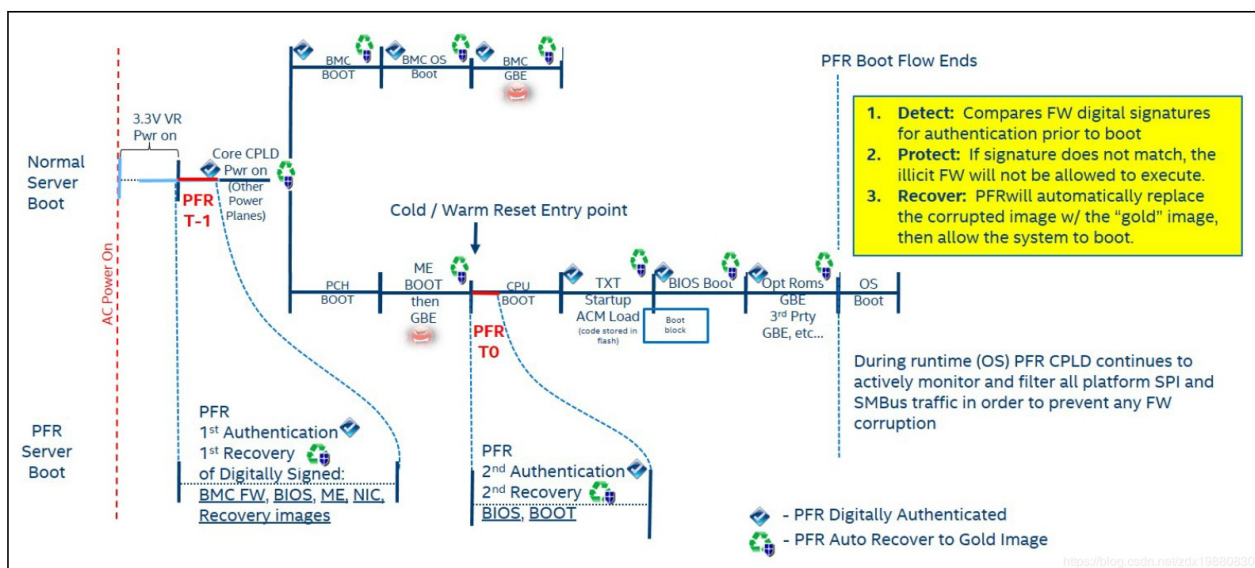 BMC
BOOT
BMC OS
Boot
BMC
GBE
PFR Boot Flow Ends
1. Detect: Compares FW digital signatures
for authentication prior to boot
2. Protect: If signature does not match, the
illicit FW will not be allowed to execute.
3. Recover: PFRwill automatically replace
the corrupted image w/ the “gold” image,
then allow the system to boot.
3.3V VR
Pwr on
Normal
Server
Boot
Core CPLD
Pwr on
(Other
Power
Planes)
PFR
T-1
AC Power On
Cold / Warm Reset Entry point
PCH
BOOT
ME
BOOT
then
GBE
CPU
BOOT
PFR
T0
TXT
Startup
ACM Load
(code stored in
flash)
BIOS Boot
Boot
block
Opt Roms
GBE
3rd Prty
GBE, etc...
OS
Boot
During runtime (OS) PFR CPLD continues to
actively monitor and filter all platform SPI and
SMBus traffic in order to prevent any FW
corruption
PFR
Server
Boot
PFR
1st Authentication
1st Recovery
of Digitally Signed:
BMC FW, BIOS, ME, NIC,
Recovery images
PFR
2nd Authentication
2nd Recovery
BIOS, BOOT
- PFR Digitally Authenticated
- PFR Auto Recover to Gold Image
https://blog.csdn.net/zdx19880830